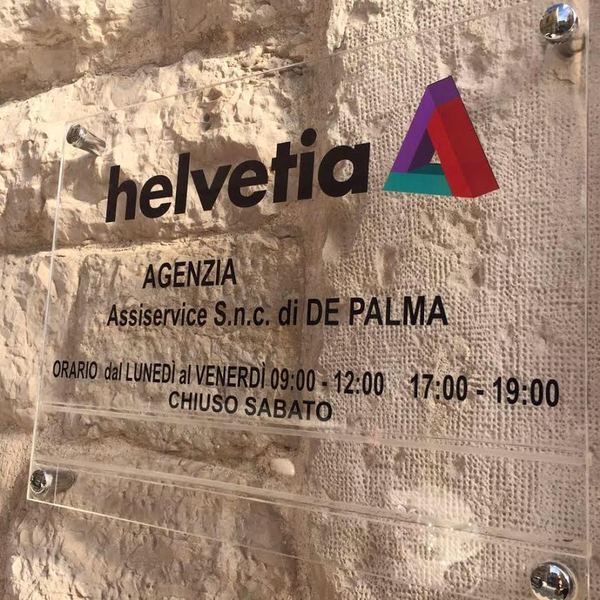 helvetia
AGENZIA
Assiservice S.n.c. di DE PALMA
ORARIO dal LUNEDÌ al VENERDÌ 09:00 - 12:00 17:00 - 19:00
CHIUSO SABATO